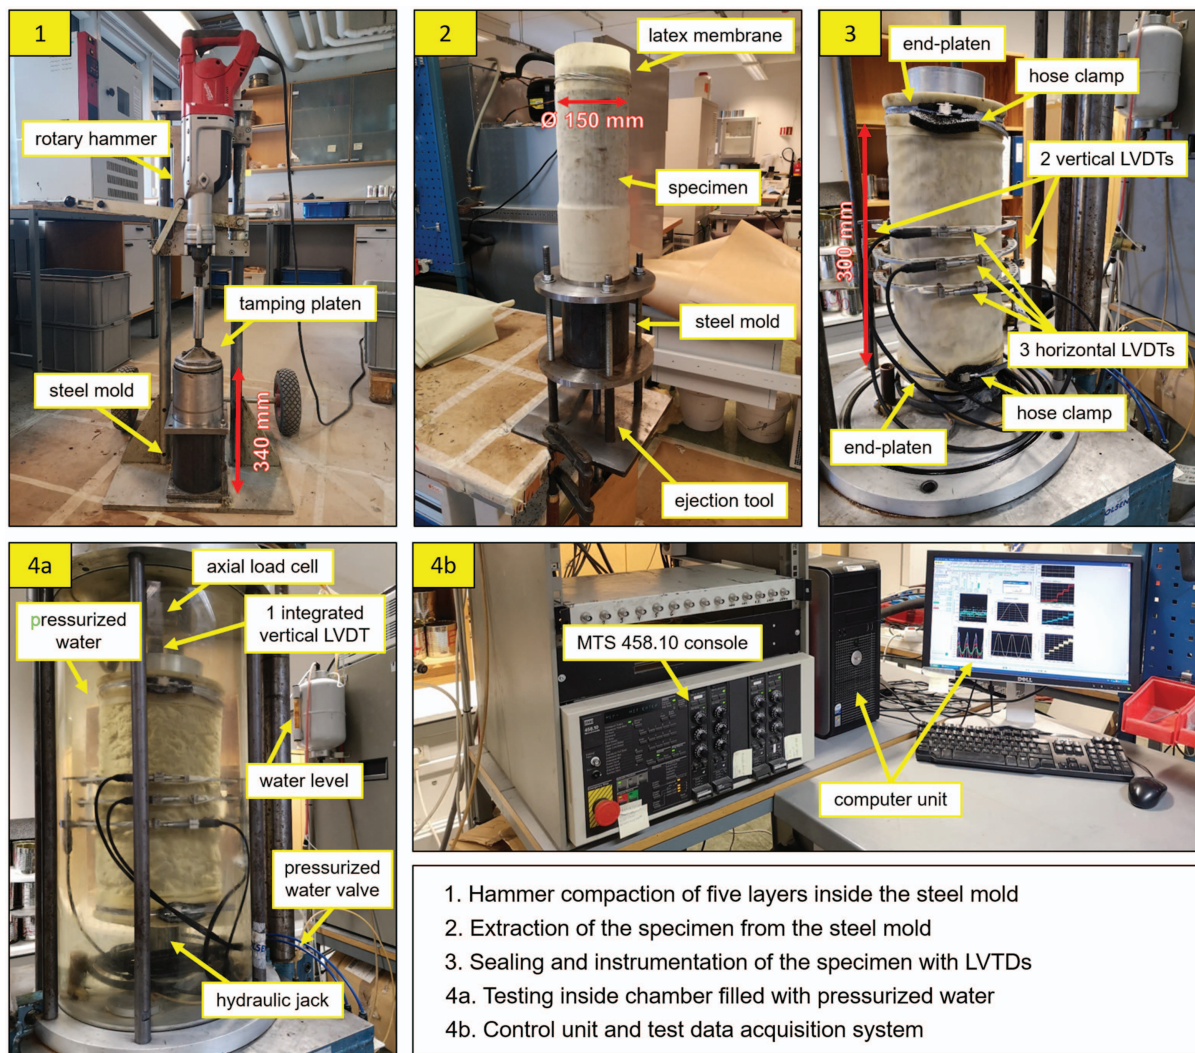 1
rotary hammer
tamping platen
steel mold
340 mm
2
latex membrane
Ø 150 mm
specimen
steel mold
ejection tool
3
end-platen
hose clamp
2 vertical LVDTs
300 mm
3 horizontal LVDTs
hose clamp
end-platen
OLSEN
4a
axial load cell
1 integrated
vertical LVDT
pressurized
water
water level
pressurized
water valve
hydraulic jack
4b
MTS 458.10 console
458.10
DELL
computer unit
1. Hammer compaction of five layers inside the steel mold
2. Extraction of the specimen from the steel mold
3. Sealing and instrumentation of the specimen with LVTDs
4a. Testing inside chamber filled with pressurized water
4b. Control unit and test data acquisition system